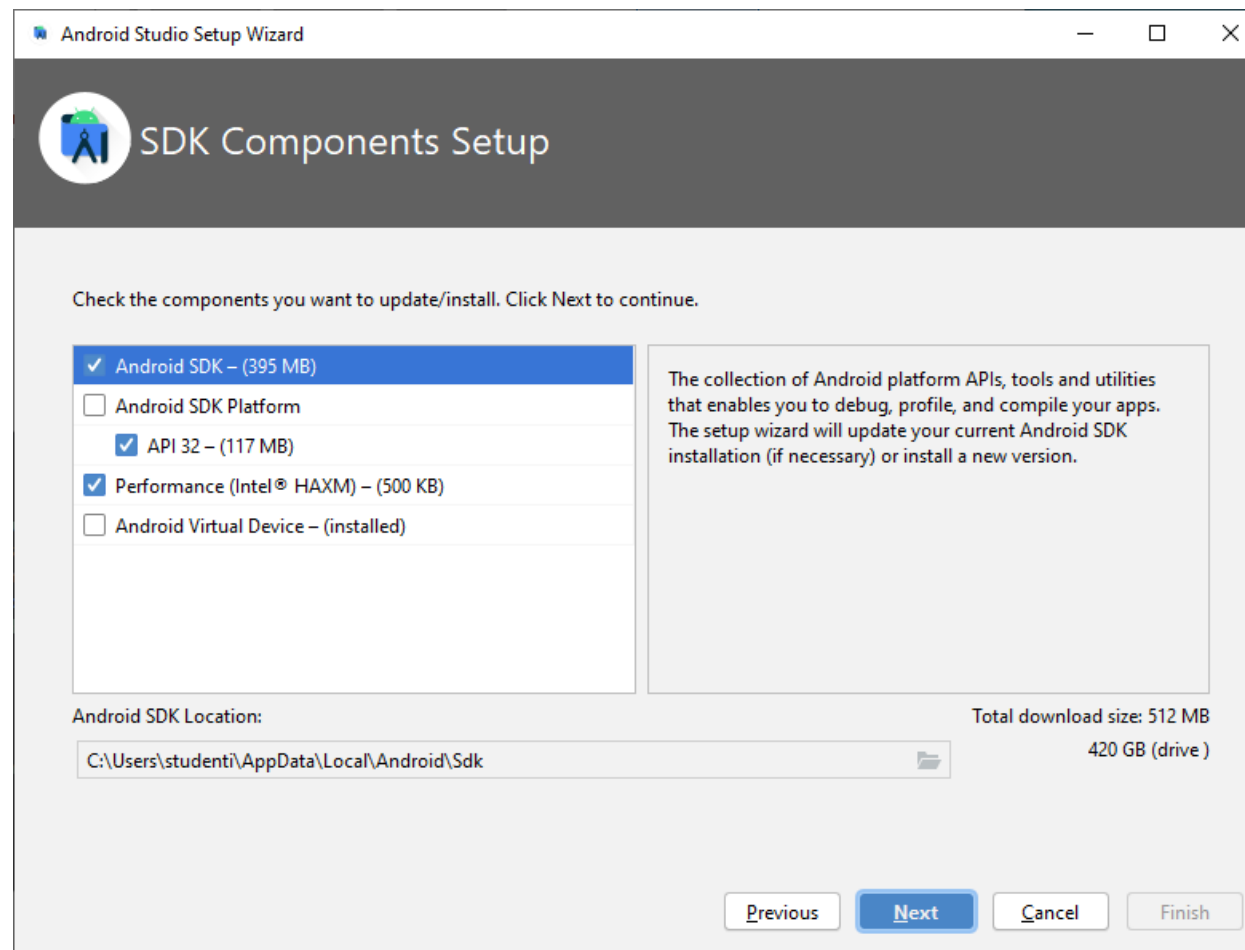 Android Studio Setup Wizard
SDK Components Setup
Check the components you want to update/install. Click Next to continue.
Android SDK – (395 MB)
Android SDK Platform
API 32 – (117 MB)
Performance (Intel® HAXM) – (500 KB)
Android Virtual Device – (installed)
The collection of Android platform APIs, tools and utilities
that enables you to debug, profile, and compile your apps.
The setup wizard will update your current Android SDK
installation (if necessary) or install a new version.
Android SDK Location:
Total download size: 512 MB
C:\Users\studenti\AppData\Local\Android\Sdk
420 GB (drive )
Previous
Next
Cancel
Finish